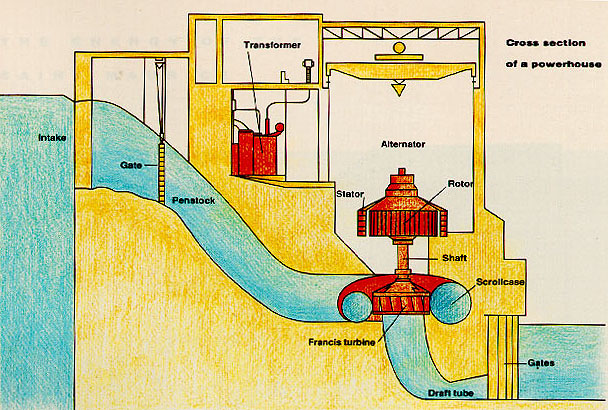 Cross section
of a powerhouse
Transformer
Intake
Gate
Penstock
Alternator
Stator
Rotor
Shaft
Scrollcase
Francis turbine
Gates
Draft tube